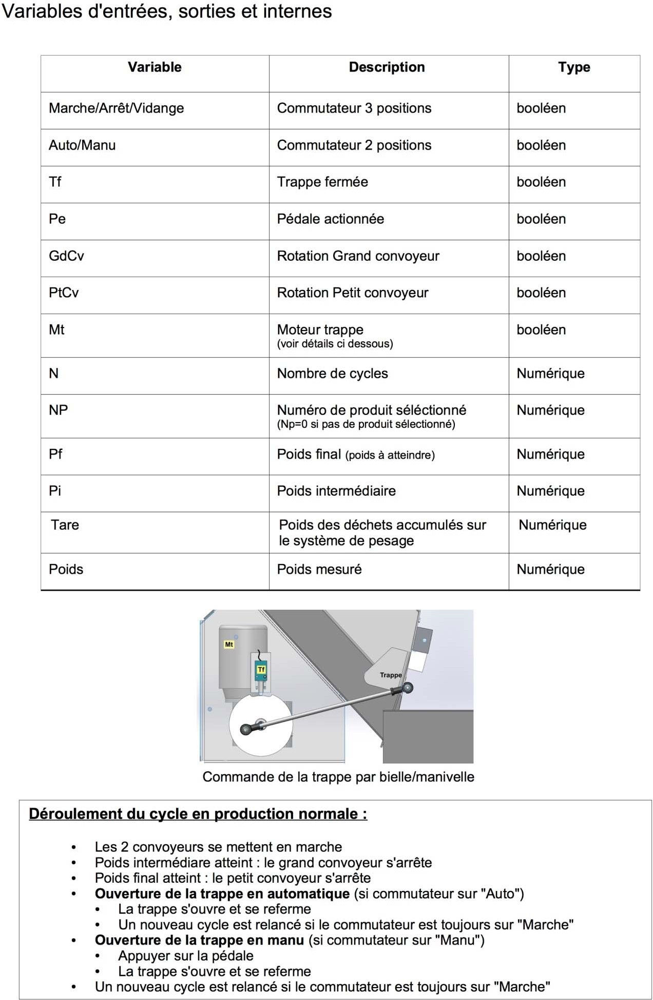 Variables d'entrées, sorties et internes
Variable Description Type
Marche/Arrêt/Vidange Commutateur 3 positions booléen
Auto/Manu Commutateur 2 positions booléen
Tf Trappe fermée booléen
Pe Pédale actionnée booléen
GdCv Rotation Grand convoyeur booléen
PtCv Rotation Petit convoyeur booléen
Mt Moteur trappe booléen
(voir détails ci dessous)
N Nombre de cycles Numérique
NP Numéro de produit séléctionné Numérique
(Np=0 si pas de produit sélectionné)
Pf Poids final (poids à atteindre) Numérique
Pi Poids intermédiaire Numérique
Tare Poids des déchets accumulés sur Numérique
le système de pesage
Poids Poids mesuré Numérique
Mt
Tf
Trappe
Commande de la trappe par bielle/manivelle
Déroulement du cycle en production normale :
• Les 2 convoyeurs se mettent en marche
• Poids intermédiare atteint : le grand convoyeur s'arrête
• Poids final atteint : le petit convoyeur s'arrête
• Ouverture de la trappe en automatique (si commutateur sur "Auto")
• La trappe s'ouvre et se referme
• Un nouveau cycle est relancé si le commutateur est toujours sur "Marche"
• Ouverture de la trappe en manu (si commutateur sur "Manu")
• Appuyer sur la pédale
• La trappe s'ouvre et se referme
• Un nouveau cycle est relancé si le commutateur est toujours sur "Marche"